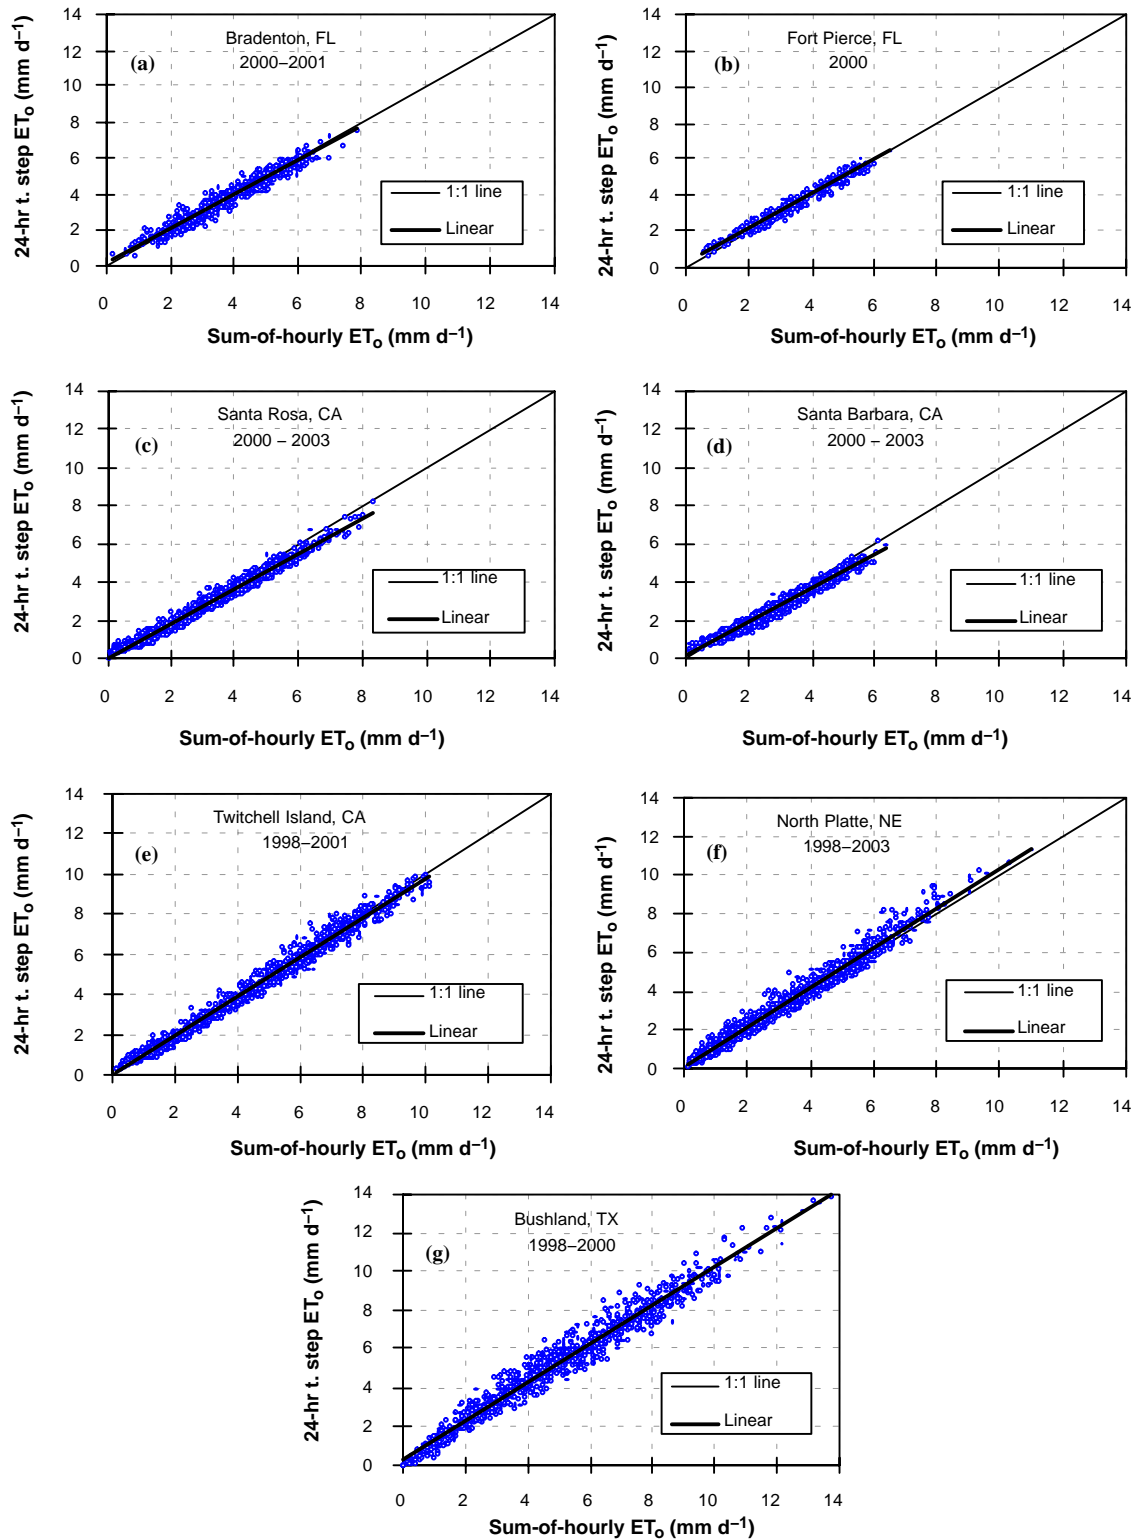 14
12
10
8
6
4
2
0
24-hr t. step ETo (mm d–1)
(a)
Bradenton, FL
2000–2001
1:1 line
Linear
0 2 4 6 8 10 12 14
Sum-of-hourly ETo (mm d–1)
14
12
10
8
6
4
2
0
24-hr t. step ETo (mm d–1)
(b)
Fort Pierce, FL
2000
1:1 line
Linear
0 2 4 6 8 10 12 14
Sum-of-hourly ETo (mm d–1)
14
12
10
8
6
4
2
0
24-hr t. step ETo (mm d–1)
(c)
Santa Rosa, CA
2000 – 2003
1:1 line
Linear
0 2 4 6 8 10 12 14
Sum-of-hourly ETo (mm d–1)
14
12
10
8
6
4
2
0
24-hr t. step ETo (mm d–1)
(d)
Santa Barbara, CA
2000 – 2003
1:1 line
Linear
0 2 4 6 8 10 12 14
Sum-of-hourly ETo (mm d–1)
14
12
10
8
6
4
2
0
24-hr t. step ETo (mm d–1)
(e)
Twitchell Island, CA
1998–2001
1:1 line
Linear
0 2 4 6 8 10 12 14
Sum-of-hourly ETo (mm d–1)
14
12
10
8
6
4
2
0
24-hr t. step ETo (mm d-1)
(f)
North Platte, NE
1998–2003
1:1 line
Linear
0 2 4 6 8 10 12 14
Sum-of-hourly ETo (mm d–1)
14
12
10
8
6
4
2
0
24-hr t. step ETo (mm d–1)
(g)
Bushland, TX
1998–2000
1:1 line
Linear
0 2 4 6 8 10 12 14
Sum-of-hourly ETo (mm d–1)